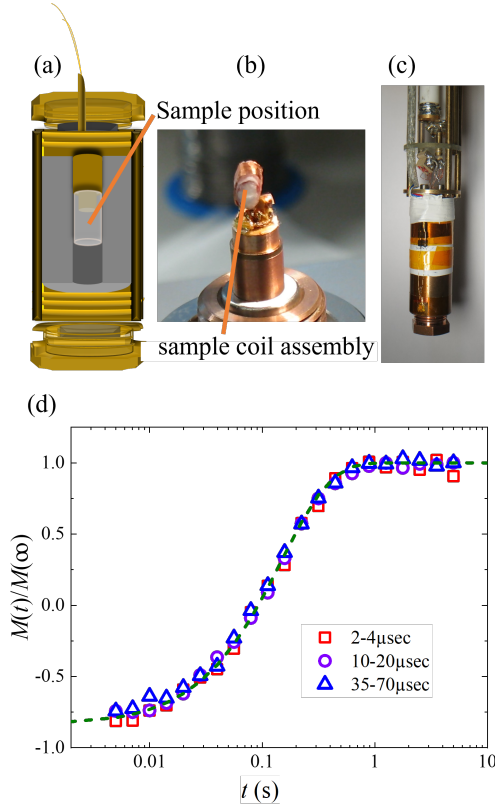 (a)
(b)
(c)
Sample position
sample coil assembly
(d)
M(t)/M(∞)
1.0
0.5
0.0
-0.5
-1.0
2-4μsec
10-20μsec
35-70μsec
0.01
0.1
1
10
t (s)